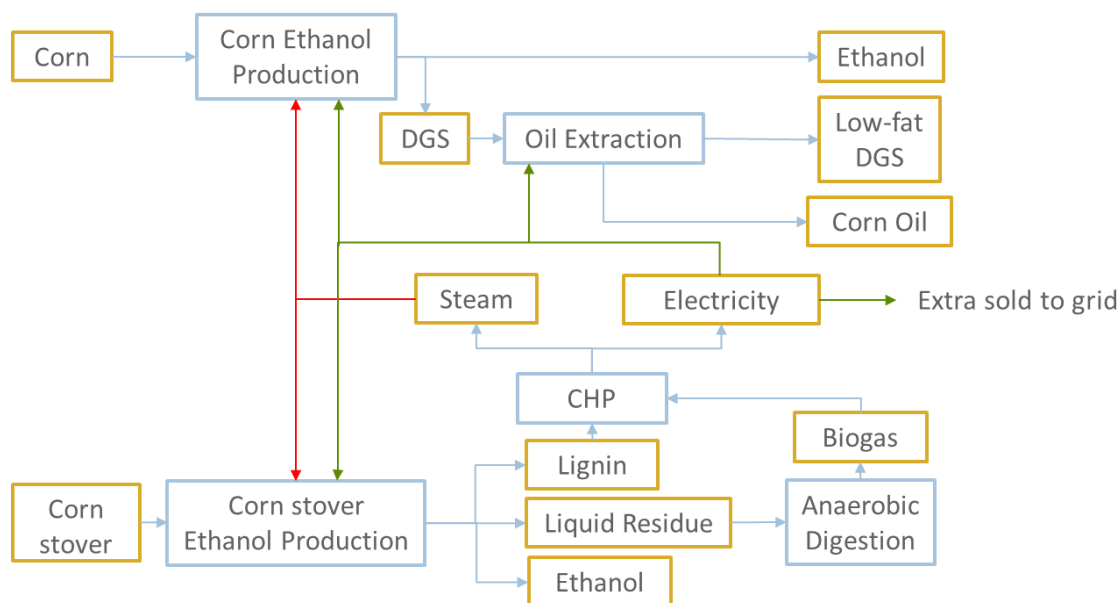 Corn
Corn Ethanol
Production
Ethanol
DGS
Oil Extraction
Low-fat
DGS
Corn Oil
Steam
Electricity
Extra sold to grid
CHP
Biogas
Lignin
Corn
stover
Corn stover
Ethanol Production
Liquid Residue
Anaerobic
Digestion
Ethanol